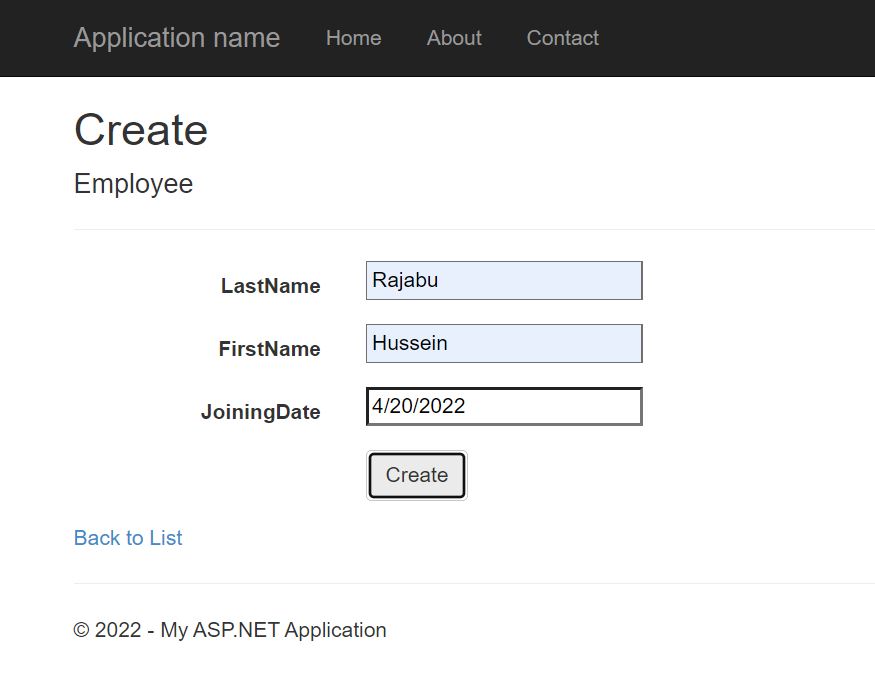 Application name Home About Contact
Create
Employee
LastName Rajabu
FirstName Hussein
JoiningDate 4/20/2022
Create
Back to List
© 2022 - My ASP.NET Application